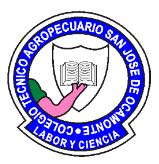 COLEGIO TECNICO AGROPECUARIO SAN JOSE DE OCAMONTE
LABOR Y CIENCIA